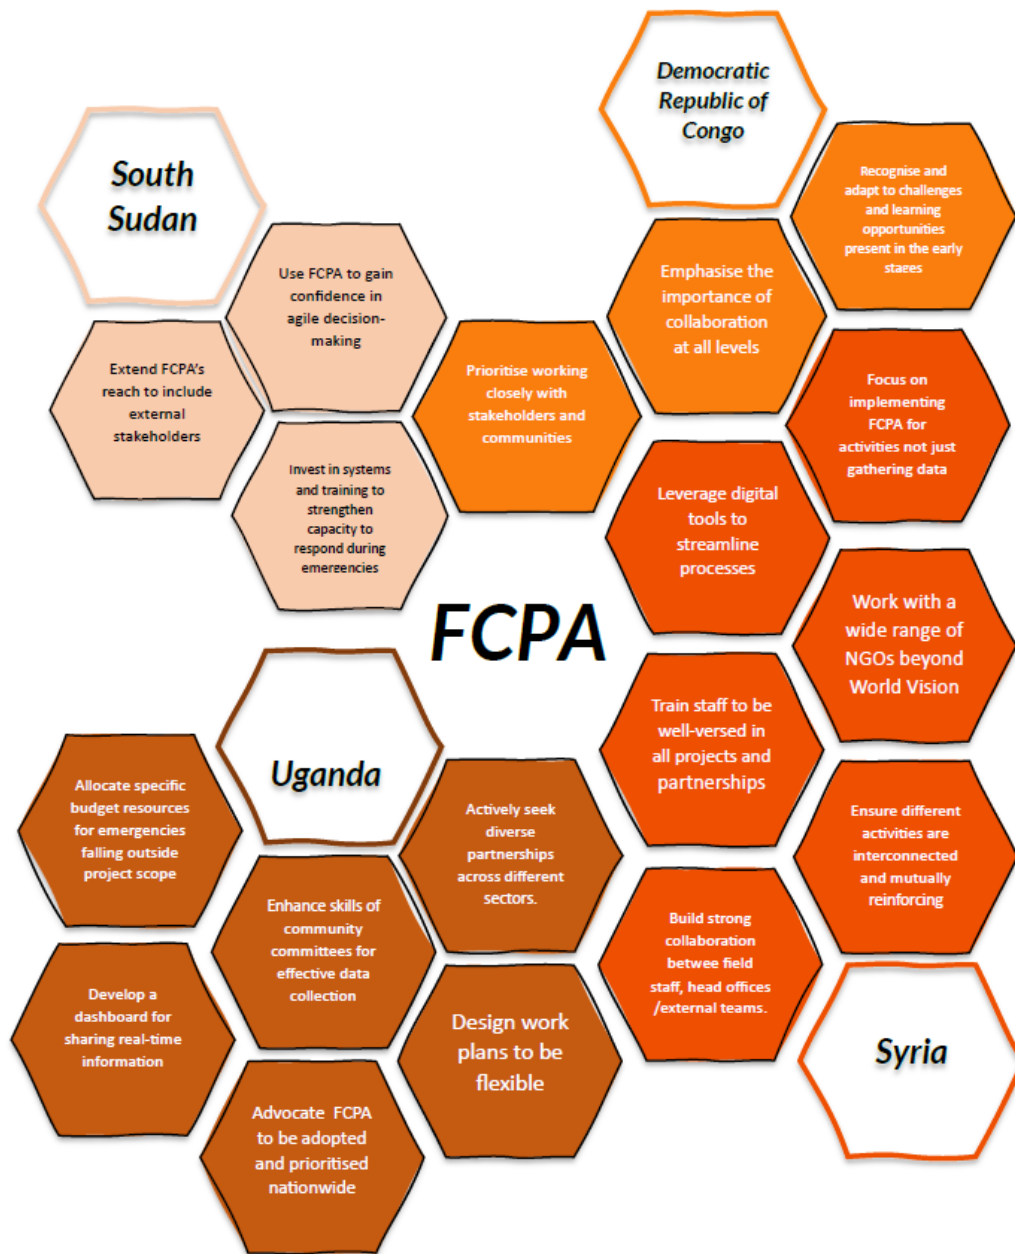 Democratic
Republic of
Congo
South
Sudan
Recognise and
adapt to challenges
and learning
opportunities
present in the early
stages
Use FCPA to gain
confidence in
agile decision-
making
Emphasise the
importance of
collaboration
at all levels
Extend FCPA's
reach to include
external
stakeholders
Prioritise working
closely with
stakeholders and
communities
Focus on
implementing
FCPA for
activities not just
gathering data
Invest in systems
and training to
strengthen
capacity to
respond during
emergencies
Leverage digital
tools to
streamline
processes
FCPA
Work with a
wide range of
NGOs beyond
World Vision
Train staff to be
well-versed in
all projects and
partnerships
Uganda
Allocate specific
budget resources
for emergencies
falling outside
project scope
Actively seek
diverse
partnerships
across different
sectors.
Ensure different
activities are
interconnected
and mutually
reinforcing
Enhance skills of
community
committees for
effective data
collection
Build strong
collaboration
betwee field
staff, head offices
/external teams.
Develop a
dashboard for
sharing real-time
information
Design work
plans to be
flexible
Syria
Advocate FCPA
to be adopted
and prioritised
nationwide